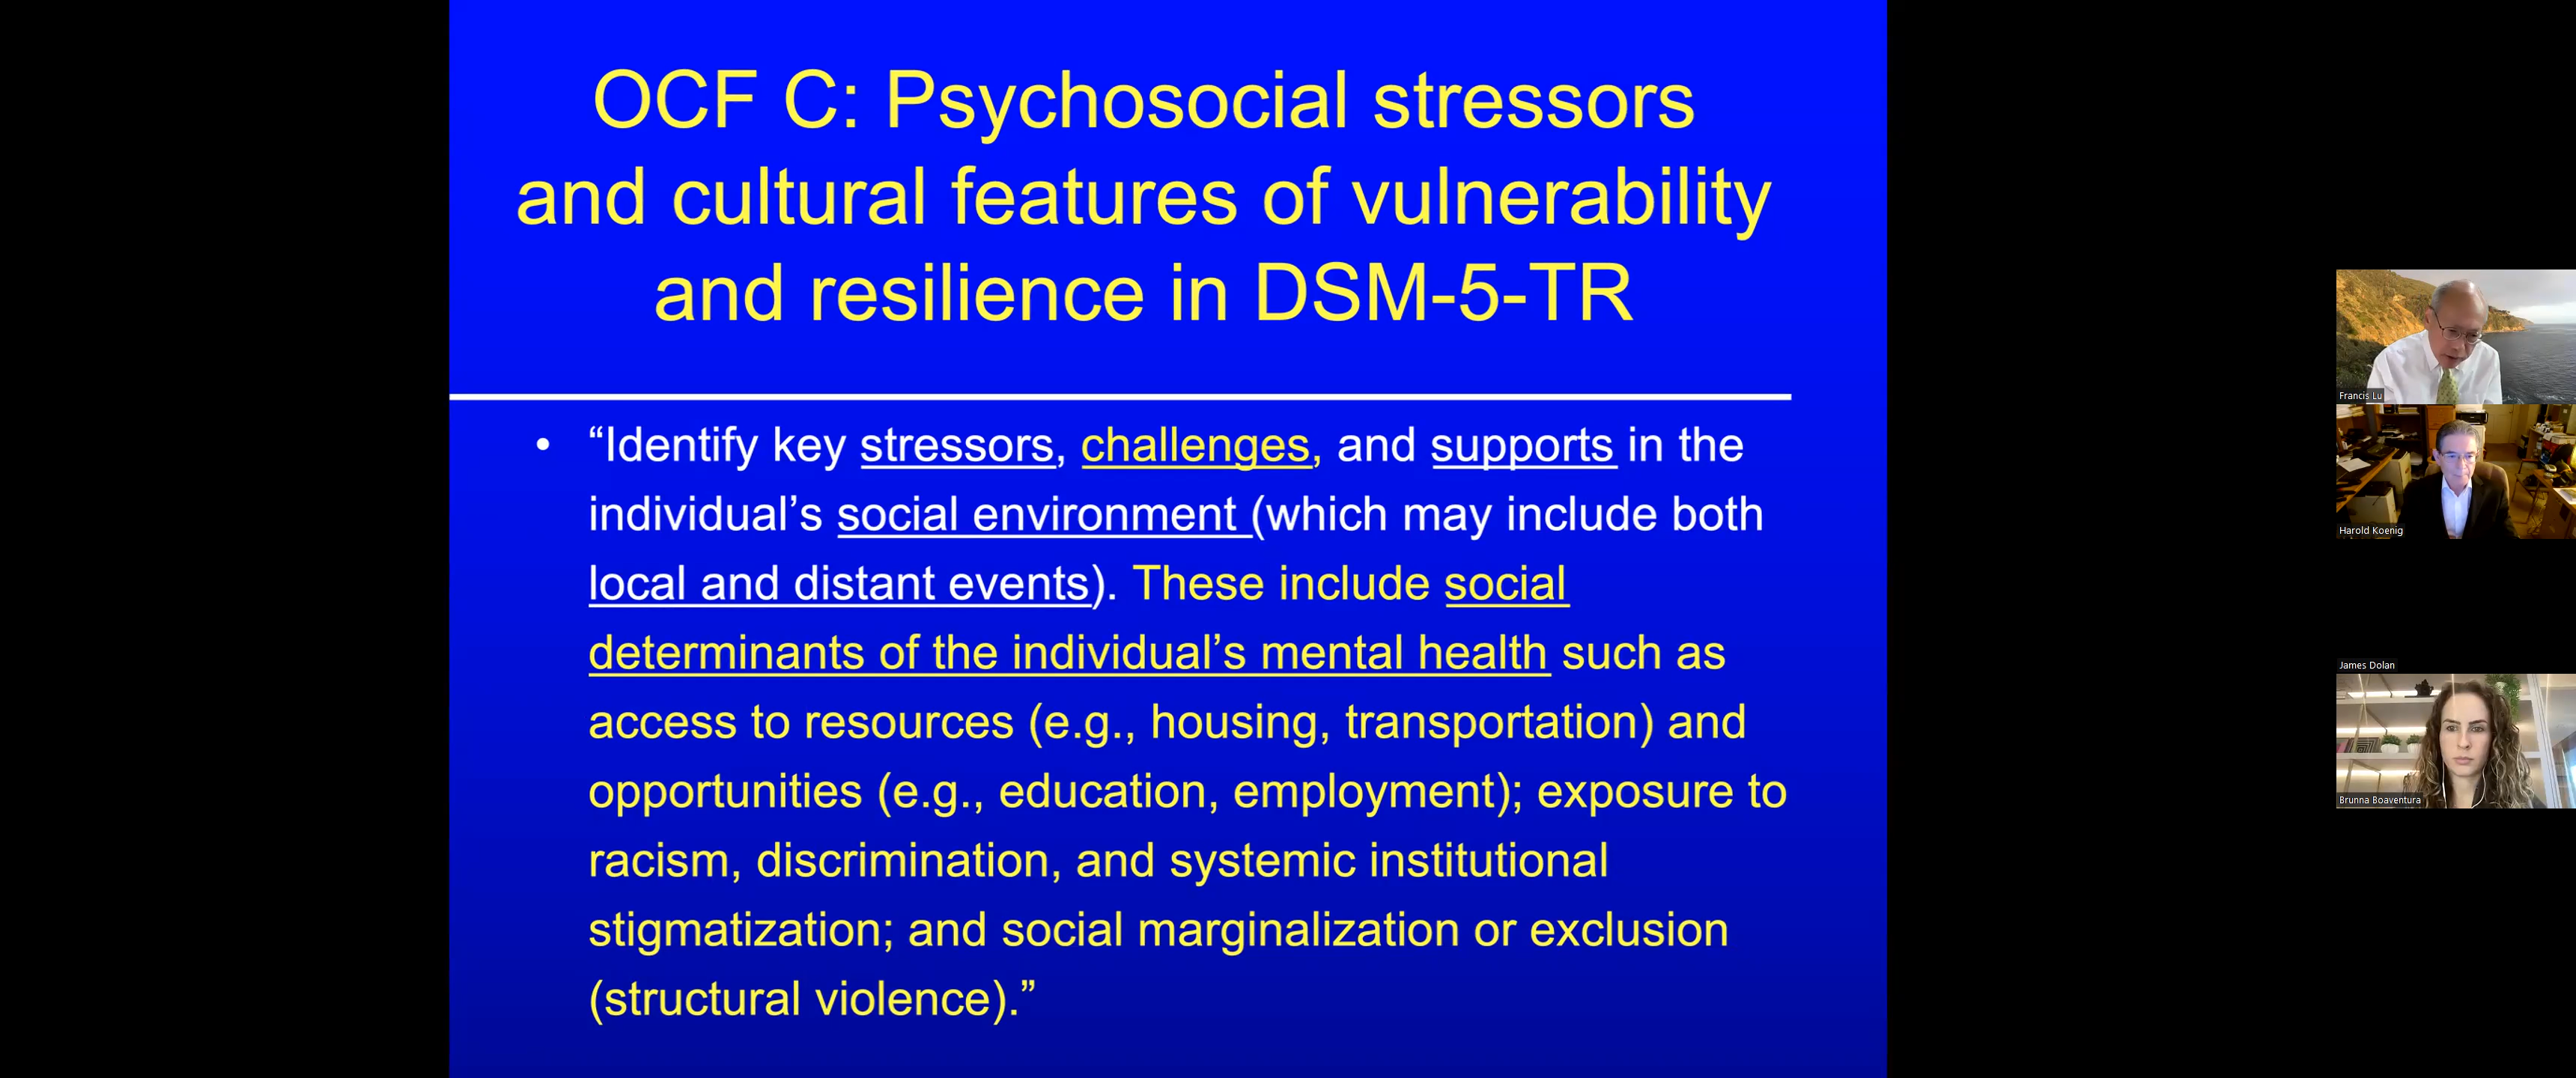 OCF C: Psychosocial stressors
and cultural features of vulnerability
and resilience in DSM-5-TR
• “Identify key stressors, challenges, and supports in the
individual’s social environment (which may include both
local and distant events). These include social
determinants of the individual’s mental health such as
access to resources (e.g., housing, transportation) and
opportunities (e.g., education, employment); exposure to
racism, discrimination, and systemic institutional
stigmatization; and social marginalization or exclusion
(structural violence).”
Francis Lu
Harold Koenig
James Dolan
Brunna Boaventura